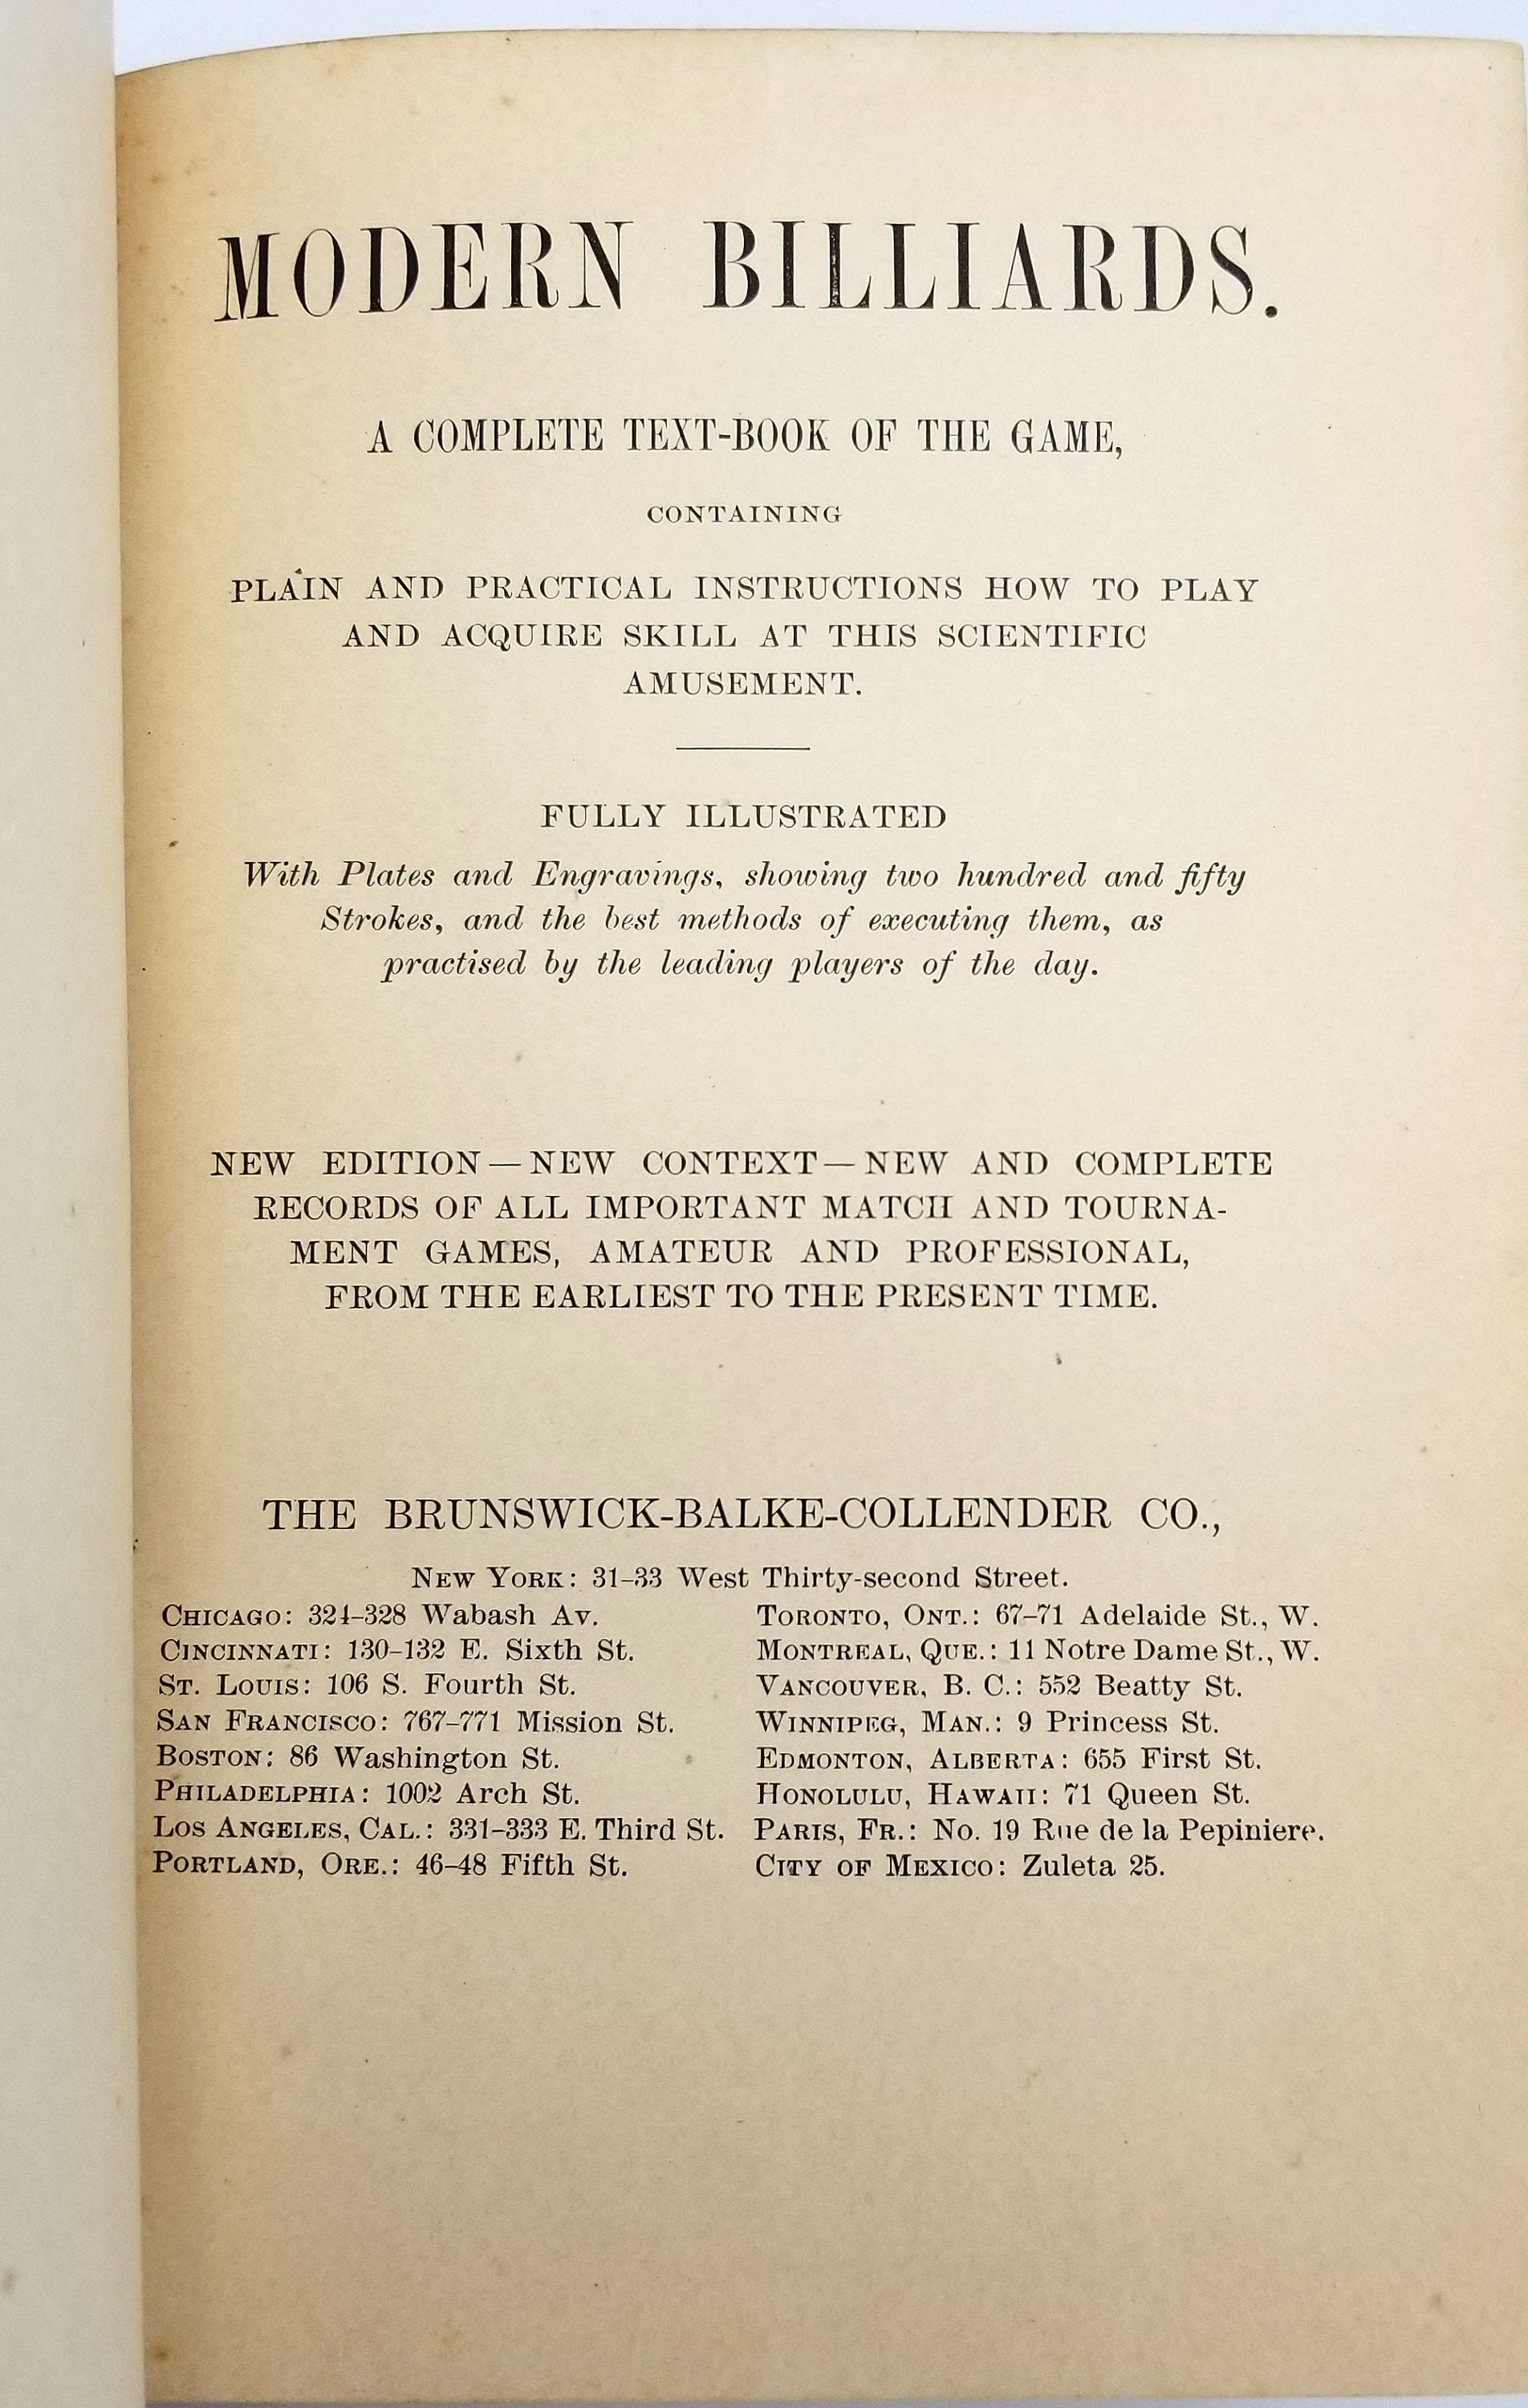 MODERN BILLIARDS.
A COMPLETE TEXT-BOOK OF THE GAME,
CONTAINING
PLAIN AND PRACTICAL INSTRUCTIONS HOW TO PLAY
AND ACQUIRE SKILL AT THIS SCIENTIFIC
AMUSEMENT.
FULLY ILLUSTRATED
With Plates and Engravings, showing two hundred and fifty
Strokes, and the best methods of executing them, as
practised by the leading players of the day.
NEW EDITION—NEW CONTEXT—NEW AND COMPLETE
RECORDS OF ALL IMPORTANT MATCH AND TOURNA-
MENT GAMES, AMATEUR AND PROFESSIONAL,
FROM THE EARLIEST TO THE PRESENT TIME.
THE BRUNSWICK-BALKE-COLLENDER CO.,
NEW YORK: 31–33 West Thirty-second Street.
CHICAGO: 324–328 Wabash Av.
CINCINNATI: 130–132 E. Sixth St.
ST. LOUIS: 106 S. Fourth St.
SAN FRANCISCO: 767–771 Mission St.
BOSTON: 86 Washington St.
PHILADELPHIA: 1002 Arch St.
LOS ANGELES, CAL.: 331–333 E. Third St.
PORTLAND, ORE.: 46–48 Fifth St.
TORONTO, ONT.: 67–71 Adelaide St., W.
MONTREAL, QUE.: 11 Notre Dame St., W.
VANCOUVER, B. C.: 552 Beatty St.
WINNIPEG, MAN.: 9 Princess St.
EDMONTON, ALBERTA: 655 First St.
HONOLULU, HAWAII: 71 Queen St.
PARIS, FR.: No. 19 Rue de la Pepiniere.
CITY OF MEXICO: Zuleta 25.